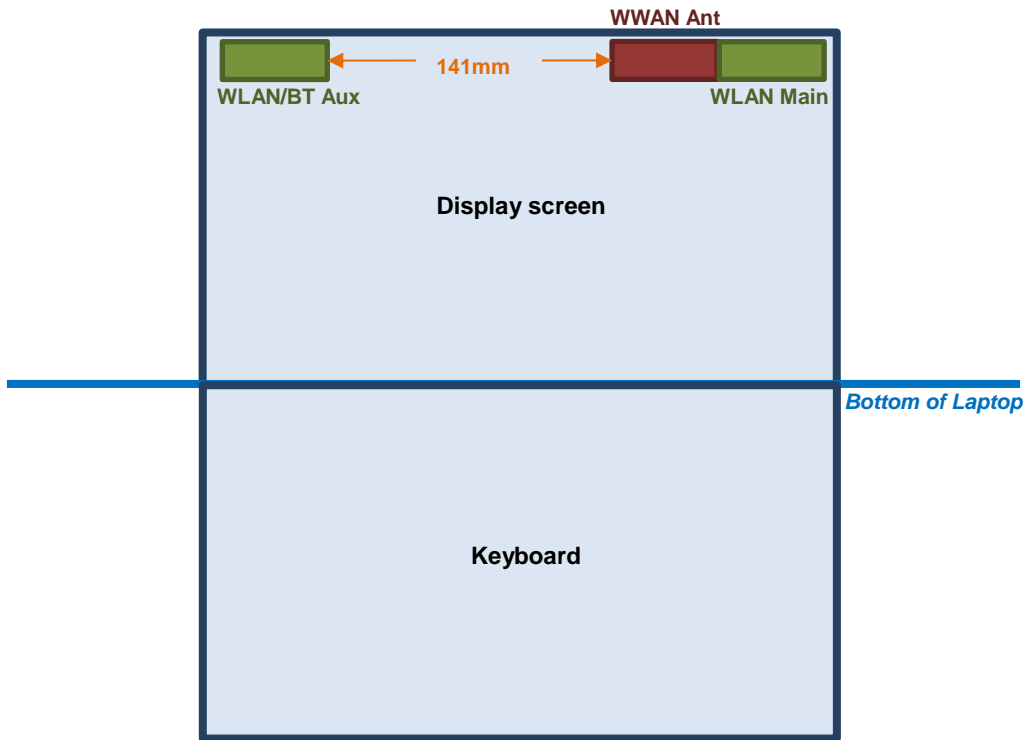 WWAN Ant
141mm
WLAN/BT Aux
WLAN Main
Display screen
Bottom of Laptop
Keyboard